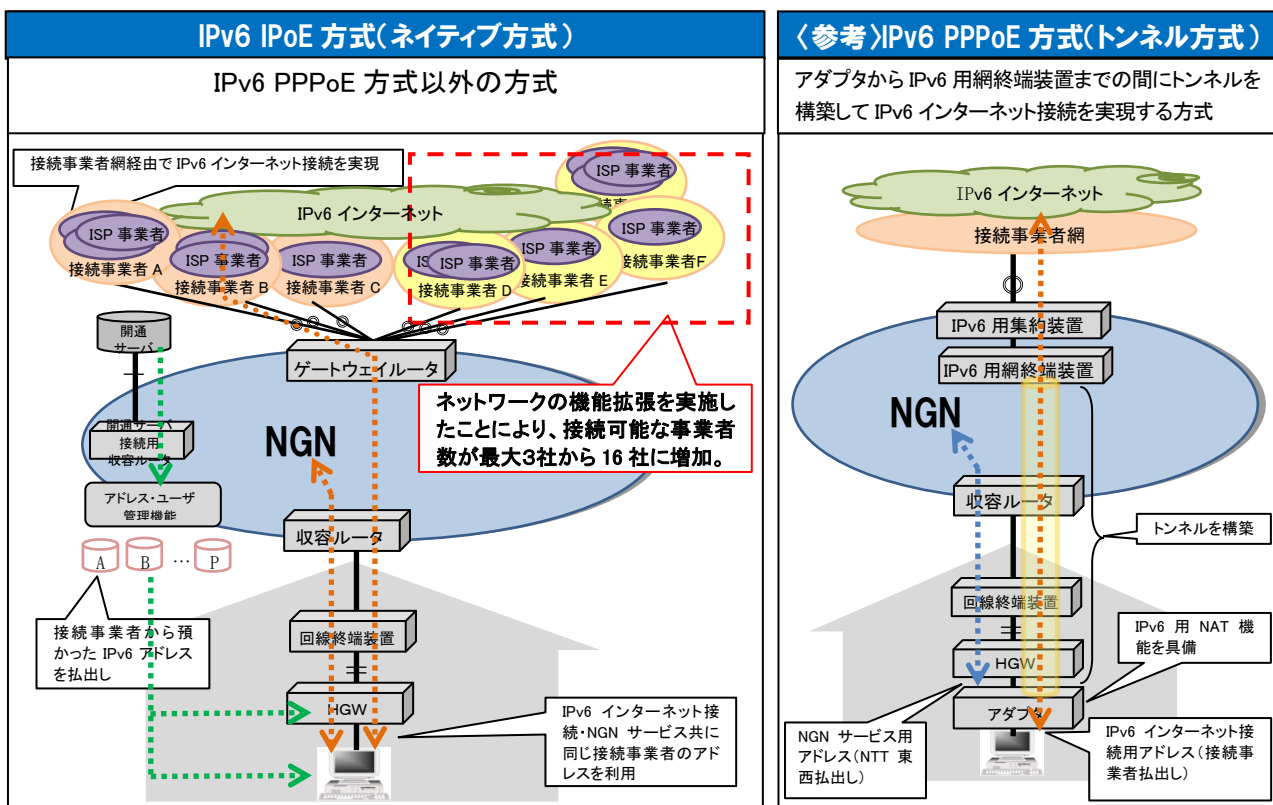 IPv6 IPoE 方式(ネイティブ方式)
IPv6 PPPoE 方式以外の方式
接続事業者網経由で IPv6 インターネット接続を実現
ISP 事業者
接続事業者 A
ISP 事業者
接続事業者 B
ISP 事業者
接続事業者 C
IPv6 インターネット
ISP 事業者
接続事業者 D
ISP 事業者
接続事業者 E
ISP 事業者
接続事業者F
ISP 事業者
開通
サーバ
ゲートウェイルータ
ネットワークの機能拡張を実施し
たことにより、接続可能な事業者
数が最大3社から 16 社に増加。
NGN
開通サーバ
接続用
収容ルータ
アドレス・ユーザ
管理機能
A
B
…
P
接続事業者から預
かった IPv6 アドレス
を払出し
収容ルータ
回線終端装置
HGW
IPv6 インターネット接
続・NGN サービス共に
同じ接続事業者のアド
レスを利用
〈参考〉IPv6 PPPoE 方式(トンネル方式)
アダプタから IPv6 用網終端装置までの間にトンネルを
構築して IPv6 インターネット接続を実現する方式
IPv6 インターネット
接続事業者網
IPv6 用集約装置
IPv6 用網終端装置
NGN
収容ルータ
トンネルを構築
回線終端装置
HGW
アダプタ
IPv6 用 NAT 機
能を具備
NGN サービス用
アドレス(NTT 東
西払出し)
IPv6 インターネット接
続用アドレス(接続事
業者払出し)